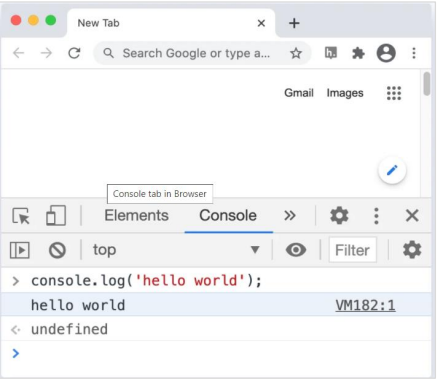 New Tab
Search Google or type a...
Gmail Images
Console tab in Browser
Elements Console
top Filter
> console.log('hello world');
hello world VM182:1
undefined
>